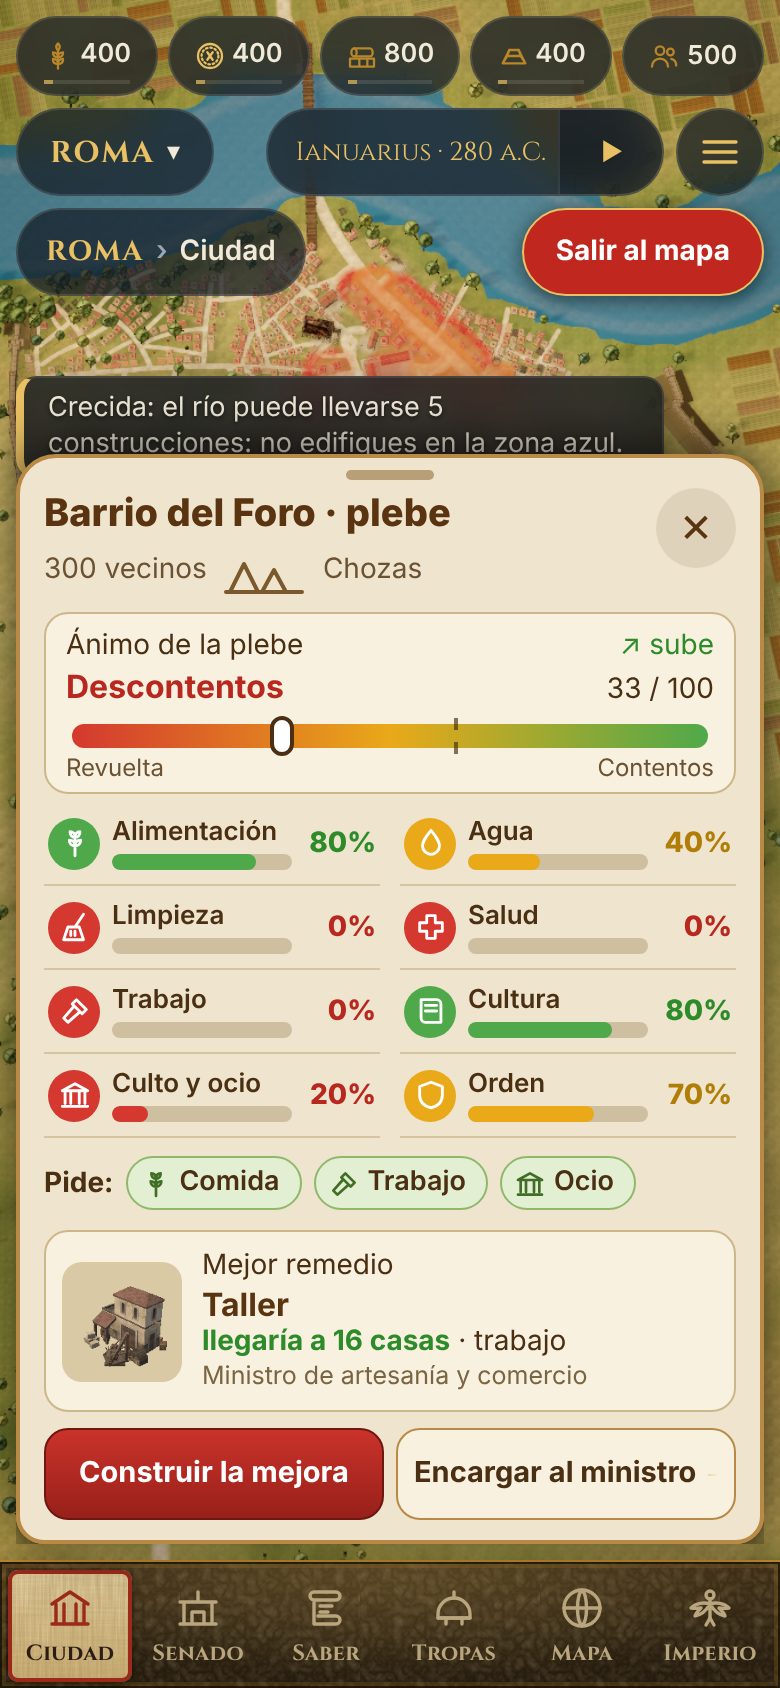 400
400
800
400
500
ROMA ▾
IANUARIUS · 280 A.C.
ROMA › Ciudad
Salir al mapa
Crecida: el río puede llevarse 5
construcciones: no edifiques en la zona azul.
Barrio del Foro · plebe
300 vecinos
Chozas
Ánimo de la plebe
↗ sube
Descontentos
33 / 100
Revuelta
Contentos
Alimentación
80%
Agua
40%
Limpieza
0%
Salud
0%
Trabajo
0%
Cultura
80%
Culto y ocio
20%
Orden
70%
Pide:
Comida
Trabajo
Ocio
Mejor remedio
Taller
llegaría a 16 casas · trabajo
Ministro de artesanía y comercio
Construir la mejora
Encargar al ministro
CIUDAD
SENADO
SABER
TROPAS
MAPA
IMPERIO